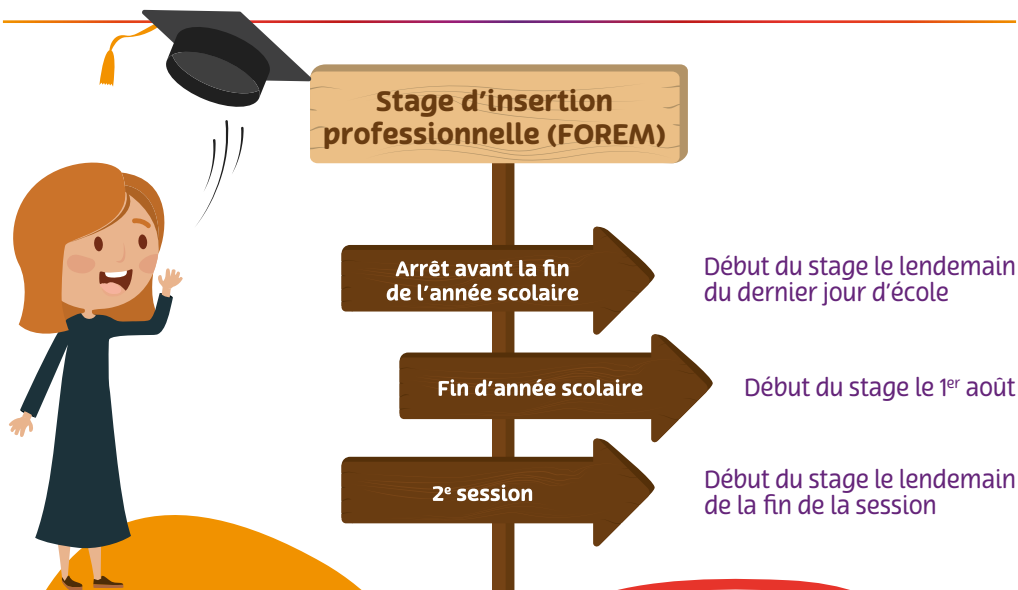 Stage d'insertion
professionnelle (FOREM)
Arrêt avant la fin
de l'année scolaire
Début du stage le lendemain
du dernier jour d'école
Fin d'année scolaire
Début du stage le 1er août
2e session
Début du stage le lendemain
de la fin de la session